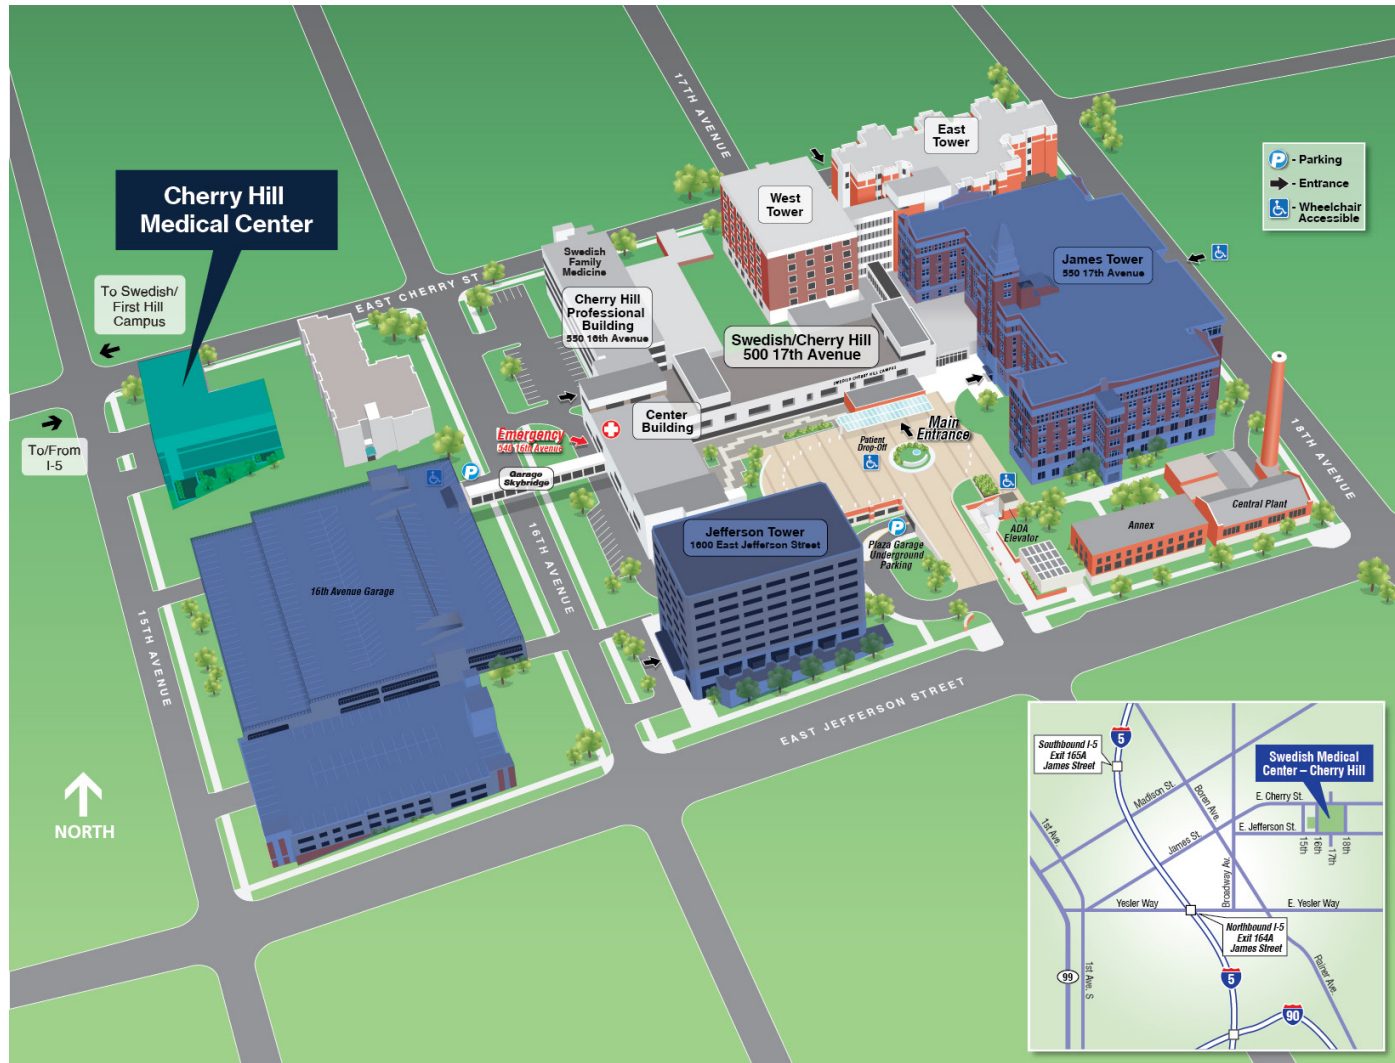 17TH AVENUE
East
Tower
West
Tower
P - Parking
- Entrance
- Wheelchair
Accessible
Cherry Hill
Medical Center
To Swedish/
First Hill
Campus
EAST CHERRY ST
Swedish
Family
Medicine
Cherry Hill
Professional
Building
550 16th Avenue
James Tower
550 17th Avenue
Swedish/Cherry Hill
500 17th Avenue
SWEDISH CHERRY HILL CAMPUS
To/From
I-5
Center
Building
Emergency
540 16th Avenue
Main
Entrance
Patient
Drop-Off
18TH AVENUE
P
Garage
Skybridge
Central Plant
Annex
ADA
Elevator
Jefferson Tower
1600 East Jefferson Street
P
Plaza Garage
Underground
Parking
16TH AVENUE
16th Avenue Garage
15TH AVENUE
EAST JEFFERSON STREET
NORTH
5
Southbound I-5
Exit 165A
James Street
Swedish Medical
Center – Cherry Hill
Madison St.
Boren Ave.
E. Cherry St.
E. Jefferson St.
1st Ave
James St.
15th
16th
17th
18th
Broadway Av.
Yesler Way
E. Yesler Way
Northbound I-5
Exit 164A
James Street
99
1st Ave. S
5
Rainer Ave.
90